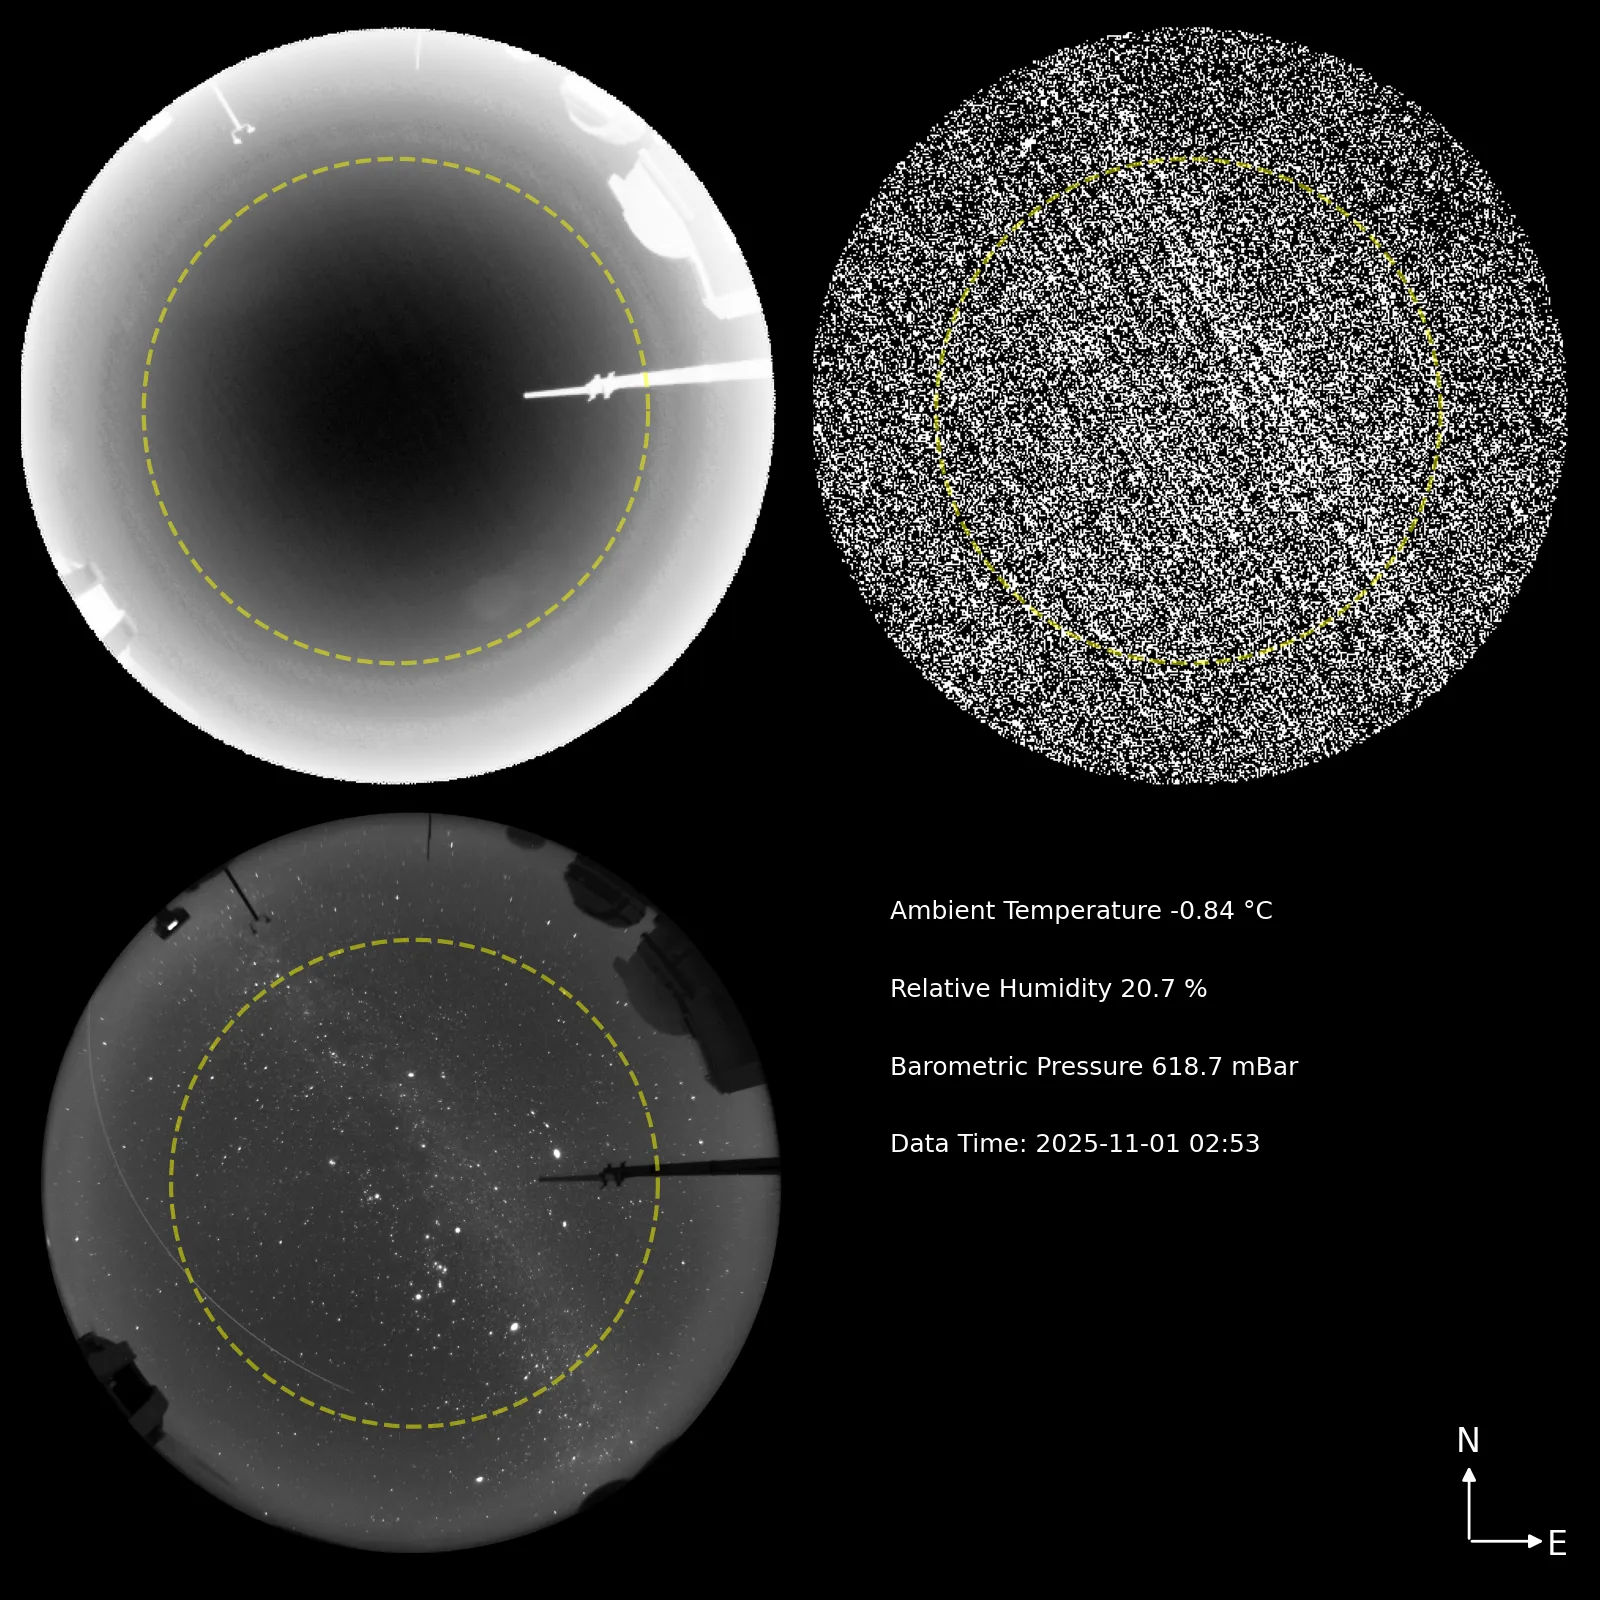 Ambient Temperature -0.84 °C
Relative Humidity 20.7 %
Barometric Pressure 618.7 mBar
Data Time: 2025-11-01 02:53
N
E